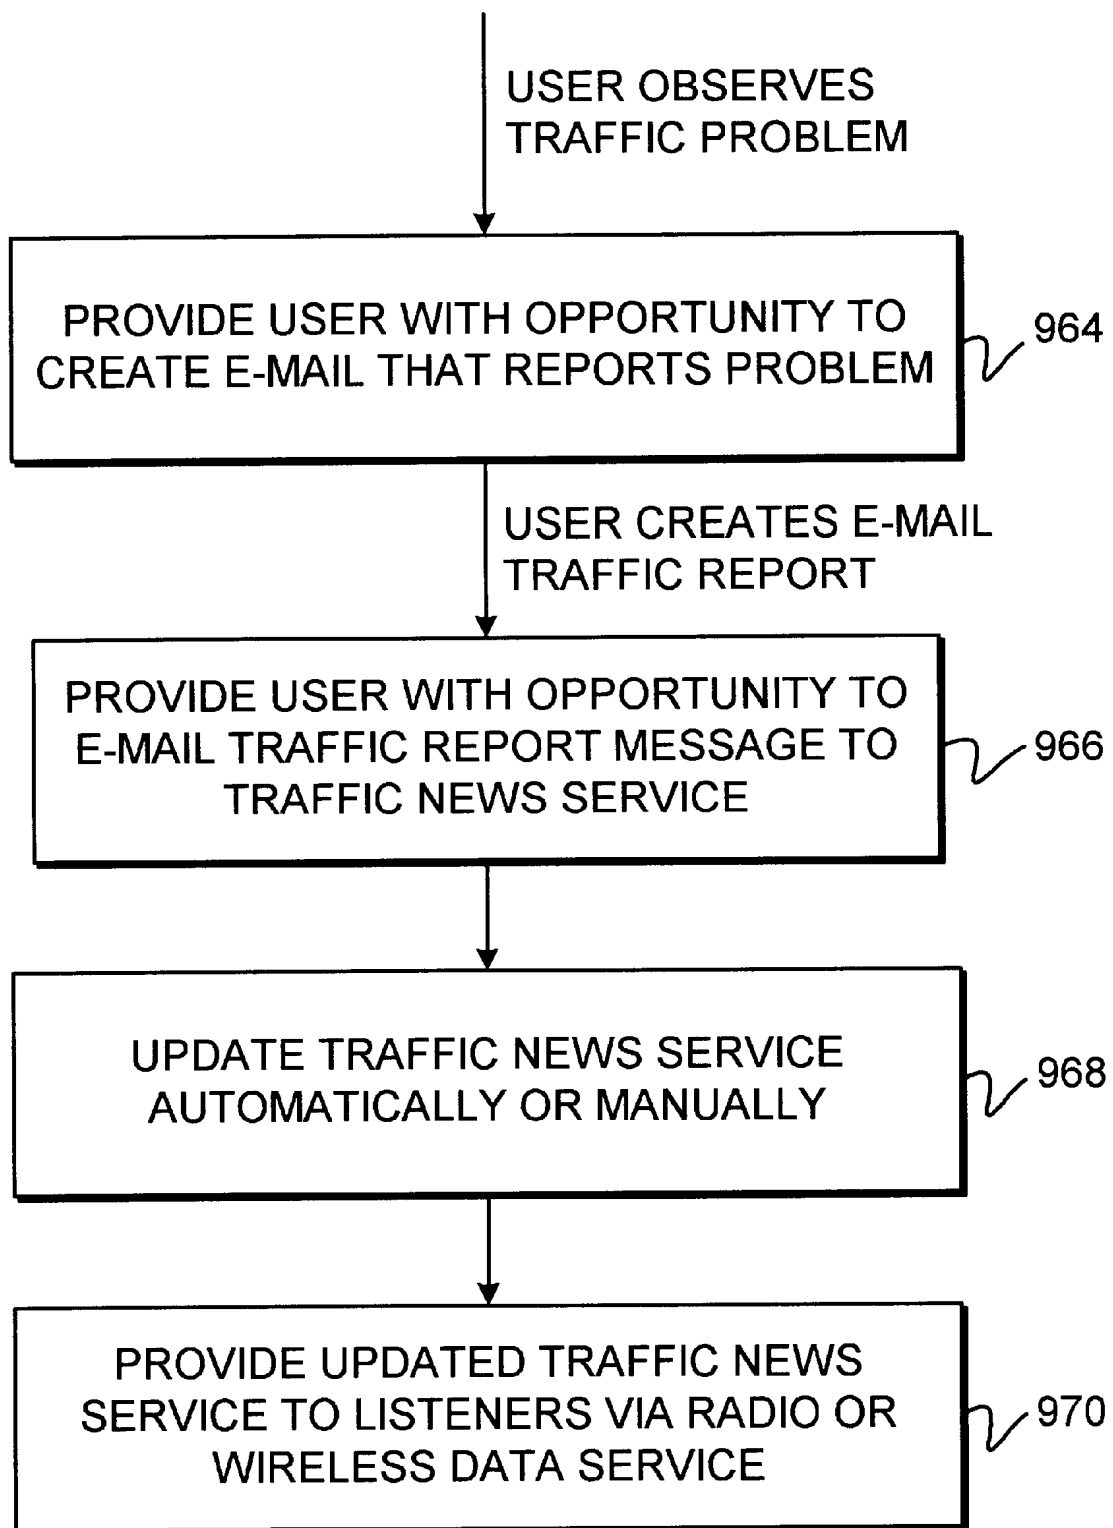 USER OBSERVES
TRAFFIC PROBLEM
PROVIDE USER WITH OPPORTUNITY TO
CREATE E-MAIL THAT REPORTS PROBLEM
964
USER CREATES E-MAIL
TRAFFIC REPORT
PROVIDE USER WITH OPPORTUNITY TO
E-MAIL TRAFFIC REPORT MESSAGE TO
TRAFFIC NEWS SERVICE
966
UPDATE TRAFFIC NEWS SERVICE
AUTOMATICALLY OR MANUALLY
968
PROVIDE UPDATED TRAFFIC NEWS
SERVICE TO LISTENERS VIA RADIO OR
WIRELESS DATA SERVICE
970